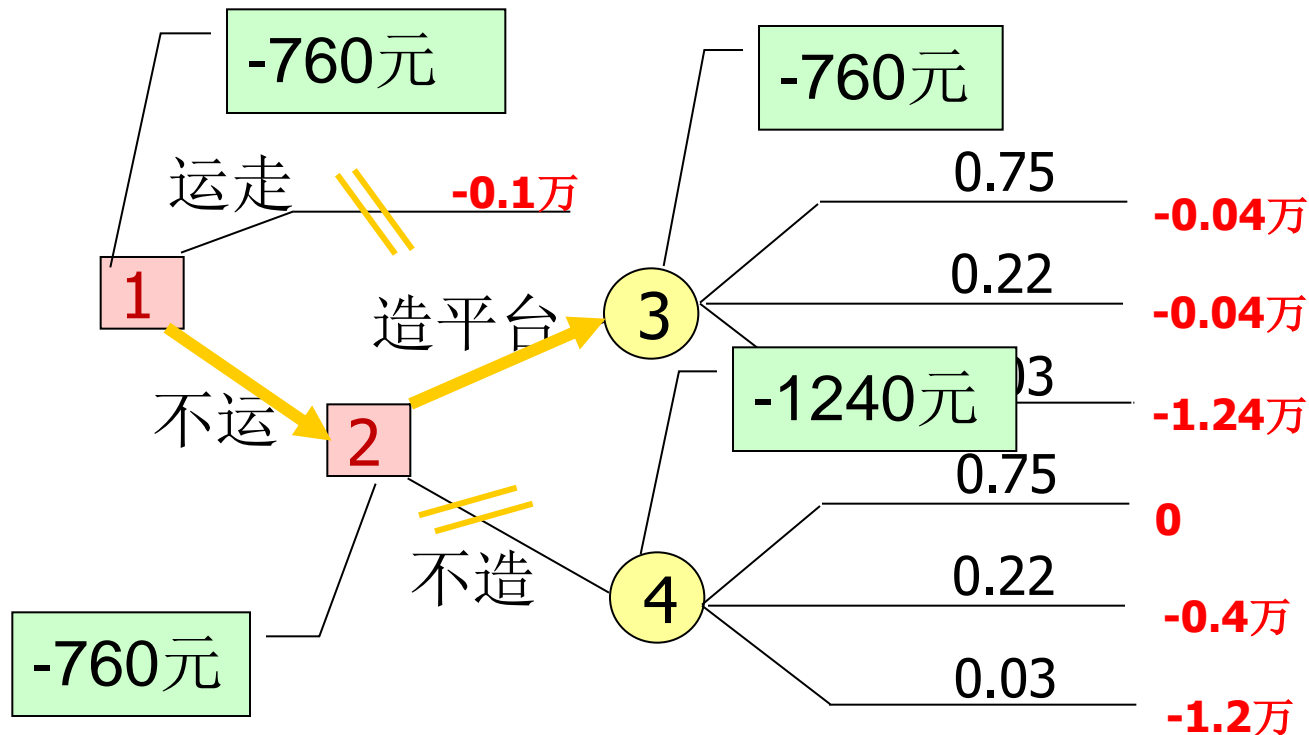 -760元
-760元
运走
-0.1万
0.75
-0.04万
1
0.22
-0.04万
造平台
3
-1240元
-1.24万
不运
2
0.75
0
不造
4
0.22
-0.4万
-760元
0.03
-1.2万